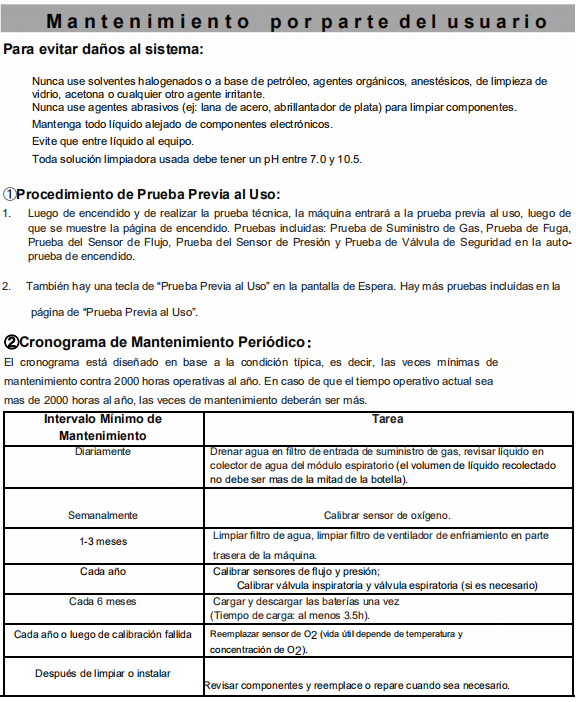 Mantenimiento por parte del usuario
Para evitar daños al sistema:
Nunca use solventes halogenados o a base de petróleo, agentes orgánicos, anestésicos, de limpieza de
vidrio, acetona o cualquier otro agente irritante.
Nunca use agentes abrasivos (ej: lana de acero, abrillantador de plata) para limpiar componentes.
Mantenga todo líquido alejado de componentes electrónicos.
Evite que entre líquido al equipo.
Toda solución limpiadora usada debe tener un pH entre 7.0 y 10.5.
①Procedimiento de Prueba Previa al Uso:
1. Luego de encendido y de realizar la prueba técnica, la máquina entrará a la prueba previa al uso, luego de
que se muestre la página de encendido. Pruebas incluidas: Prueba de Suministro de Gas, Prueba de Fuga,
Prueba del Sensor de Flujo, Prueba del Sensor de Presión y Prueba de Válvula de Seguridad en la auto-
prueba de encendido.
2. También hay una tecla de “Prueba Previa al Uso” en la pantalla de Espera. Hay más pruebas incluidas en la
página de “Prueba Previa al Uso”.
②Cronograma de Mantenimiento Periódico:
El cronograma está diseñado en base a la condición típica, es decir, las veces mínimas de
mantenimiento contra 2000 horas operativas al año. En caso de que el tiempo operativo actual sea
mas de 2000 horas al año, las veces de mantenimiento deberán ser más.
Intervalo Mínimo de
Mantenimiento
Tarea
Diariamente
Drenar agua en filtro de entrada de suministro de gas, revisar líquido en
colector de agua del módulo espiratorio (el volumen de líquido recolectado
no debe ser mas de la mitad de la botella).
Semanalmente
Calibrar sensor de oxígeno.
1-3 meses
Limpiar filtro de agua, limpiar filtro de ventilador de enfriamiento en parte
trasera de la máquina.
Cada año
Calibrar sensores de flujo y presión;
Calibrar válvula inspiratoria y válvula espiratoria (si es necesario)
Cada 6 meses
Cargar y descargar las baterías una vez
(Tiempo de carga: al menos 3.5h).
Cada año o luego de calibración fallida
Reemplazar sensor de O2 (vida útil depende de temperatura y
concentración de O2).
Después de limpiar o instalar
Revisar componentes y reemplace o repare cuando sea necesario.